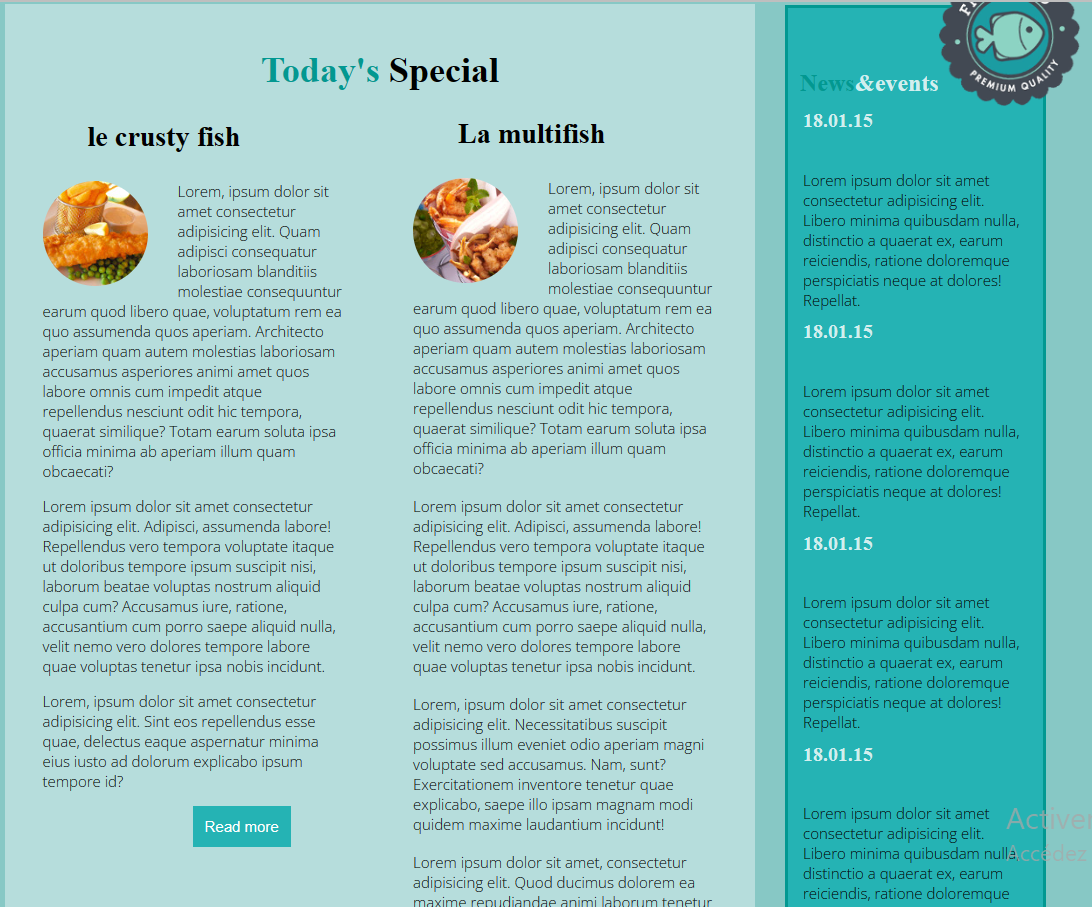 Today's Special
le crusty fish
Lorem, ipsum dolor sit
amet consectetur
adipisicing elit. Quam
adipisci consequatur
laboriosam blanditiis
molestiae consequuntur
earum quod libero quae, voluptatum rem ea
quo assumenda quos aperiam. Architecto
aperiam quam autem molestias laboriosam
accusamus asperiores animi amet quos
labore omnis cum impedit atque
repellendus nesciunt odit hic tempora,
quaerat similique? Totam earum soluta ipsa
officia minima ab aperiam illum quam
obcaecati?
Lorem ipsum dolor sit amet consectetur
adipisicing elit. Adipisci, assumenda labore!
Repellendus vero tempora voluptate itaque
ut doloribus tempore ipsum suscipit nisi,
laborum beatae voluptas nostrum aliquid
culpa cum? Accusamus iure, ratione,
accusantium cum porro saepe aliquid nulla,
velit nemo vero dolores tempore labore
quae voluptas tenetur ipsa nobis incidunt.
Lorem, ipsum dolor sit amet consectetur
adipisicing elit. Sint eos repellendus esse
quae, delectus eaque aspernatur minima
eius iusto ad dolorum explicabo ipsum
tempore id?
Read more
La multifish
Lorem, ipsum dolor sit
amet consectetur
adipisicing elit. Quam
adipisci consequatur
laboriosam blanditiis
molestiae consequuntur
earum quod libero quae, voluptatum rem ea
quo assumenda quos aperiam. Architecto
aperiam quam autem molestias laboriosam
accusamus asperiores animi amet quos
labore omnis cum impedit atque
repellendus nesciunt odit hic tempora,
quaerat similique? Totam earum soluta ipsa
officia minima ab aperiam illum quam
obcaecati?
Lorem ipsum dolor sit amet consectetur
adipisicing elit. Adipisci, assumenda labore!
Repellendus vero tempora voluptate itaque
ut doloribus tempore ipsum suscipit nisi,
laborum beatae voluptas nostrum aliquid
culpa cum? Accusamus iure, ratione,
accusantium cum porro saepe aliquid nulla,
velit nemo vero dolores tempore labore
quae voluptas tenetur ipsa nobis incidunt.
Lorem, ipsum dolor sit amet consectetur
adipisicing elit. Necessitatibus suscipit
possimus illum eveniet odio aperiam magni
voluptate sed accusamus. Nam, sunt?
Exercitationem inventore tenetur quae
explicabo, saepe illo ipsam magnam modi
quidem maxime laudantium incidunt!
Lorem ipsum dolor sit amet, consectetur
adipisicing elit. Quod ducimus dolorem ea
maxime repudiandae animi laborum tenetur
PREMIUM QUALITY
News&events
18.01.15
Lorem ipsum dolor sit amet
consectetur adipisicing elit.
Libero minima quibusdam nulla,
distinctio a quaerat ex, earum
reiciendis, ratione doloremque
perspiciatis neque at dolores!
Repellat.
18.01.15
Lorem ipsum dolor sit amet
consectetur adipisicing elit.
Libero minima quibusdam nulla,
distinctio a quaerat ex, earum
reiciendis, ratione doloremque
perspiciatis neque at dolores!
Repellat.
18.01.15
Lorem ipsum dolor sit amet
consectetur adipisicing elit.
Libero minima quibusdam nulla,
distinctio a quaerat ex, earum
reiciendis, ratione doloremque
perspiciatis neque at dolores!
Repellat.
18.01.15
Lorem ipsum dolor sit amet
consectetur adipisicing elit.
Libero minima quibusdam nulla,
distinctio a quaerat ex, earum
reiciendis, ratione doloremque
Activer
Accédez